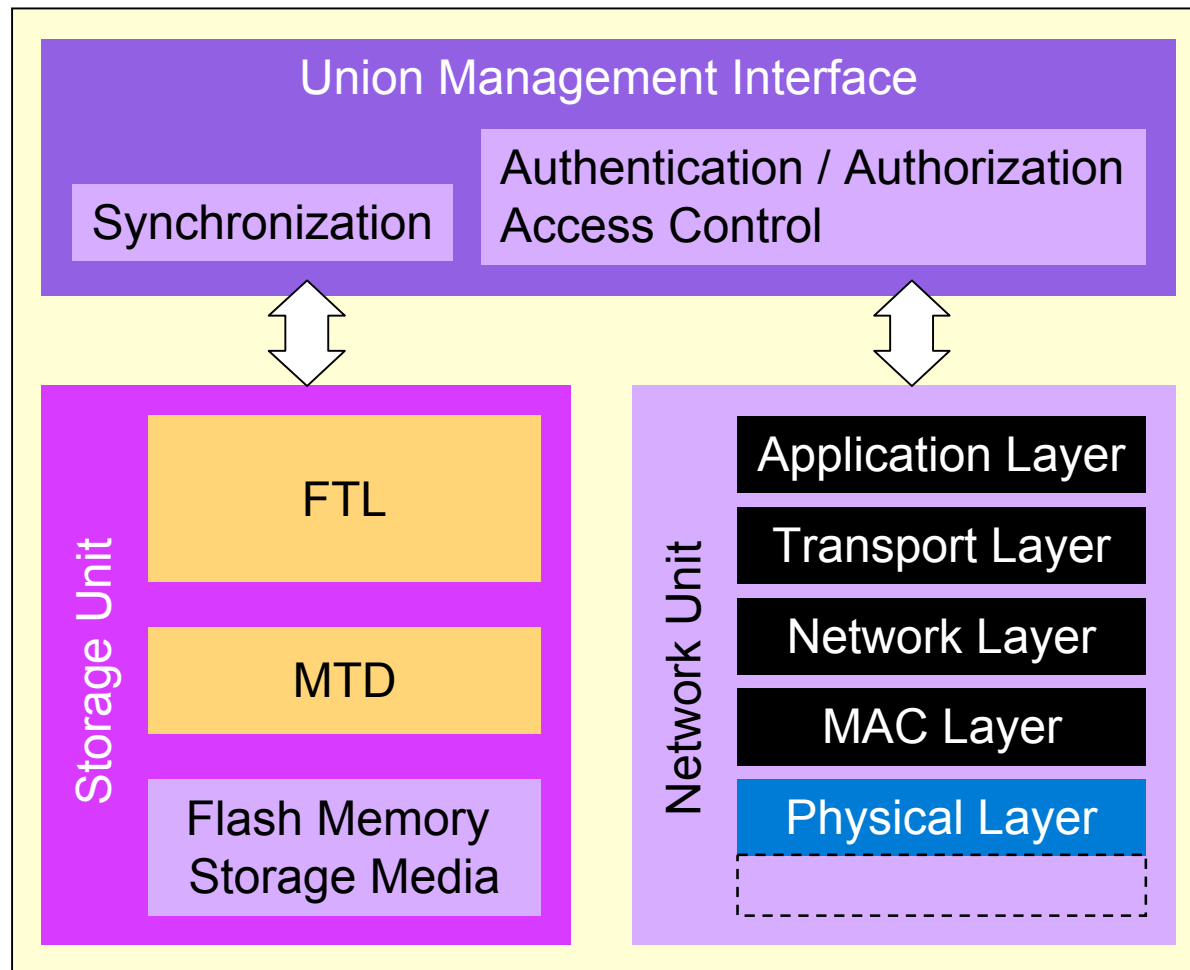 Union Management Interface
Synchronization
Authentication / Authorization
Access Control
Storage Unit
FTL
MTD
Flash Memory
Storage Media
Network Unit
Application Layer
Transport Layer
Network Layer
MAC Layer
Physical Layer